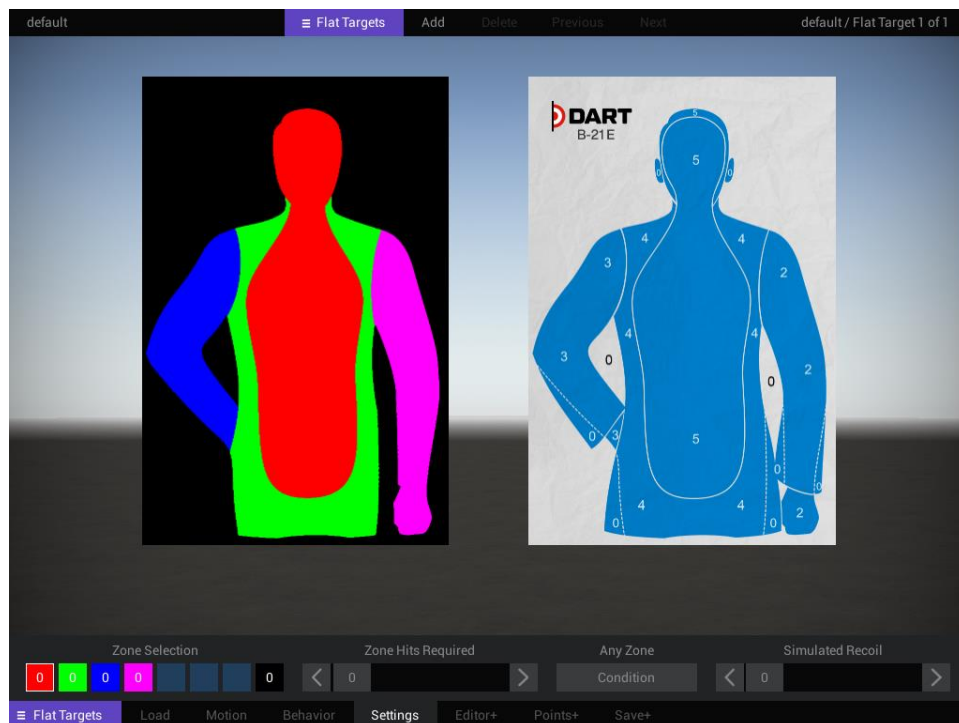 default
≡ Flat Targets Add Delete Previous Next
default / Flat Target 1 of 1
DART
B-21E
5
5
0 0
4 4
3 2
4 4
3 0 2
0
5
0 3
0 0
4 4 2
0 0
Zone Selection Zone Hits Required Any Zone Simulated Recoil
0 0 0 0 0 0 Condition 0
≡ Flat Targets Load Motion Behavior Settings Editor+ Points+ Save+